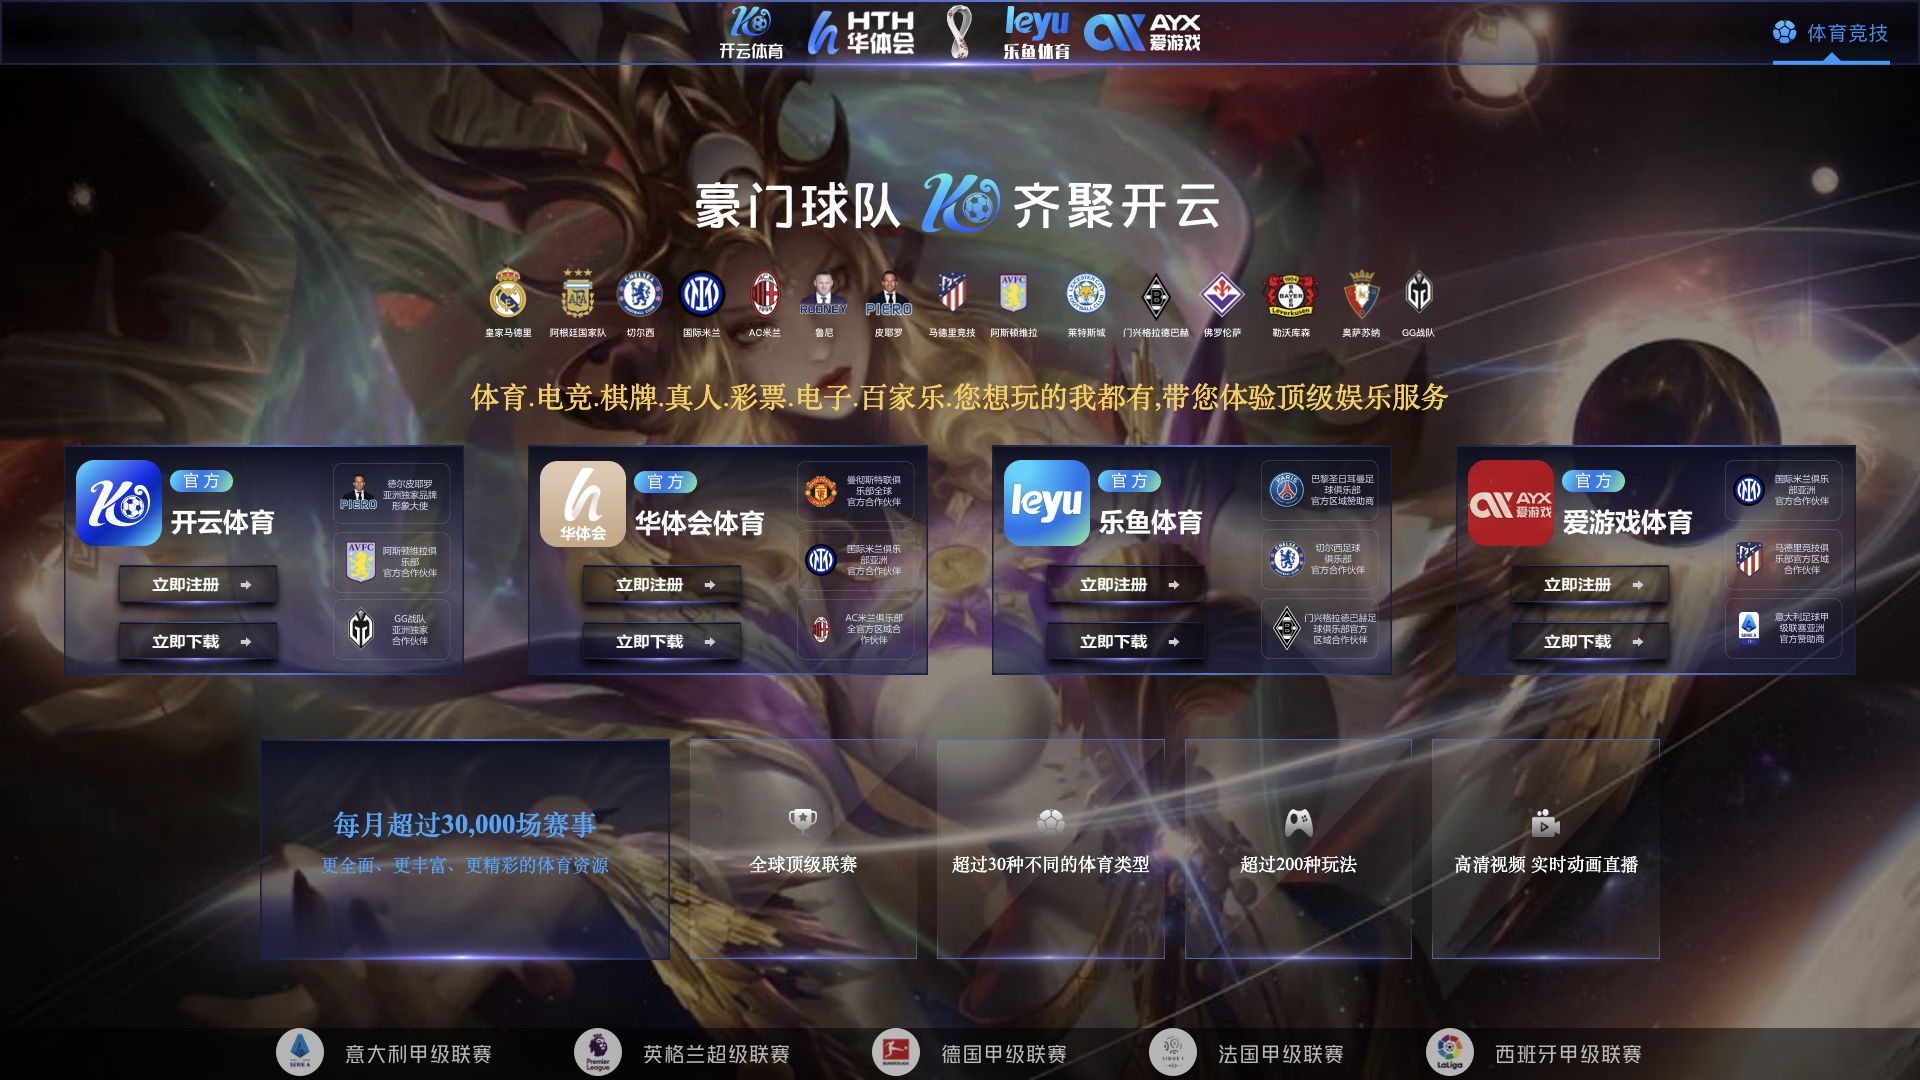 开云体育
HTH
华体会
leyu
乐鱼体育
AYX
爱游戏
体育竞技
豪门球队 齐聚开云
皇家马德里
阿根廷国家队
切尔西
国际米兰
AC米兰
ROONEY
鲁尼
PIERO
皮耶罗
马德里竞技
阿斯顿维拉
莱特斯城
门兴格拉德巴赫
佛罗伦萨
勒沃库森
奥萨苏纳
GG战队
体育.电竞.棋牌.真人.彩票.电子.百家乐.您想玩的我都有,带您体验顶级娱乐服务
官方
开云体育
立即注册
立即下载
PIERO
德尔皮耶罗
亚洲独家品牌
形象大使
AVFC
阿斯顿维拉俱
乐部
官方合作伙伴
GG战队
亚洲独家
合作伙伴
华体会
官方
华体会体育
立即注册
立即下载
曼彻斯特联俱
乐部全球
官方合作伙伴
国际米兰俱乐
部亚洲
官方合作伙伴
AC米兰俱乐部
全官方区域合
作伙伴
leyu
官方
乐鱼体育
立即注册
立即下载
巴黎圣日耳曼足
球俱乐部
官方区域赞助商
切尔西足球
俱乐部
官方合作伙伴
门兴格拉德巴赫足
球俱乐部官方
区域合作伙伴
AYX
爱游戏
官方
爱游戏体育
立即注册
立即下载
国际米兰俱乐
部亚洲
官方合作伙伴
马德里竞技俱
乐部官方区域
合作伙伴
意大利足球甲
级联赛亚洲
官方赞助商
每月超过30,000场赛事
更全面、更丰富、更精彩的体育资源
全球顶级联赛
超过30种不同的体育类型
超过200种玩法
高清视频 实时动画直播
SERIE A
意大利甲级联赛
Premier
League
英格兰超级联赛
德国甲级联赛
法国甲级联赛
LaLiga
西班牙甲级联赛